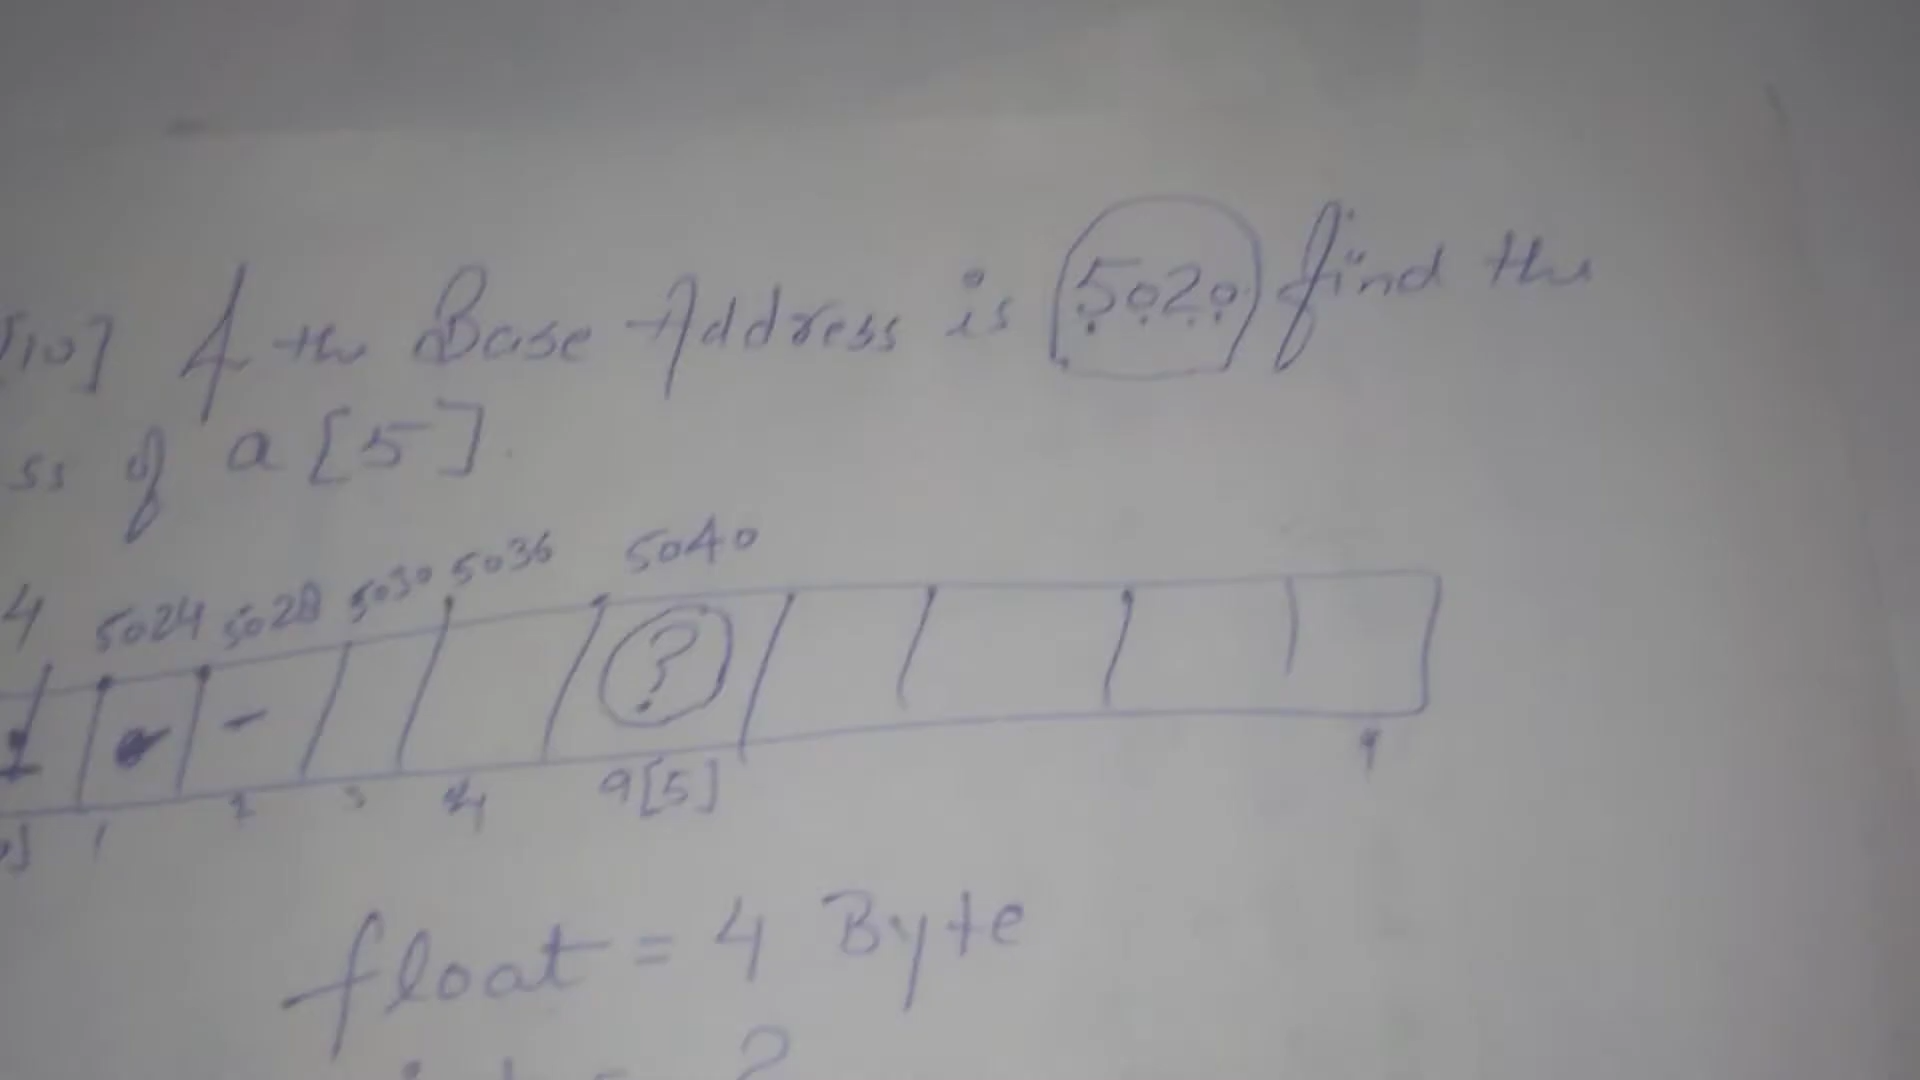 [10] & the Base Address is 5020 find the
ss of a[5].
4 5024 5028 5030 5036 5040
?
1 2 3 4 a[5] 9
float = 4 Byte